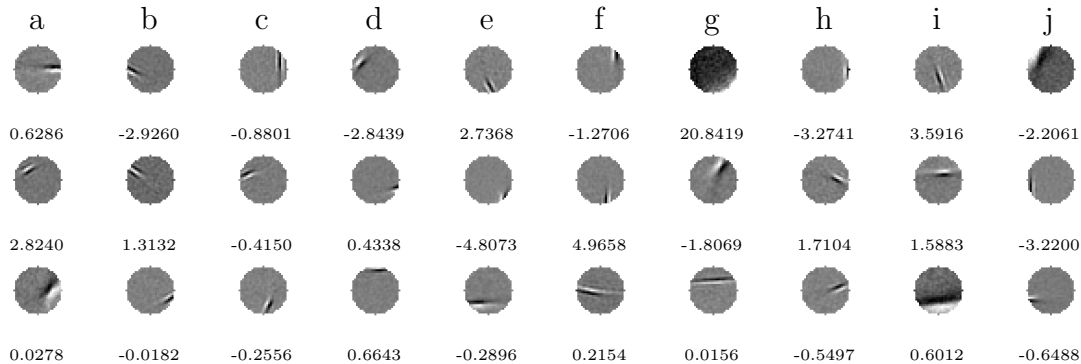 a b c d e f g h i j
0.6286 -2.9260 -0.8801 -2.8439 2.7368 -1.2706 20.8419 -3.2741 3.5916 -2.2061
2.8240 1.3132 -0.4150 0.4338 -4.8073 4.9658 -1.8069 1.7104 1.5883 -3.2200
0.0278 -0.0182 -0.2556 0.6643 -0.2896 0.2154 0.0156 -0.5497 0.6012 -0.6488